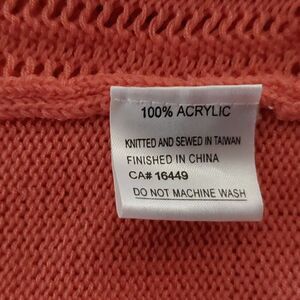 100% ACRYLIC
KNITTED AND SEWED IN TAIWAN
FINISHED IN CHINA
CA# 16449
DO NOT MACHINE WASH